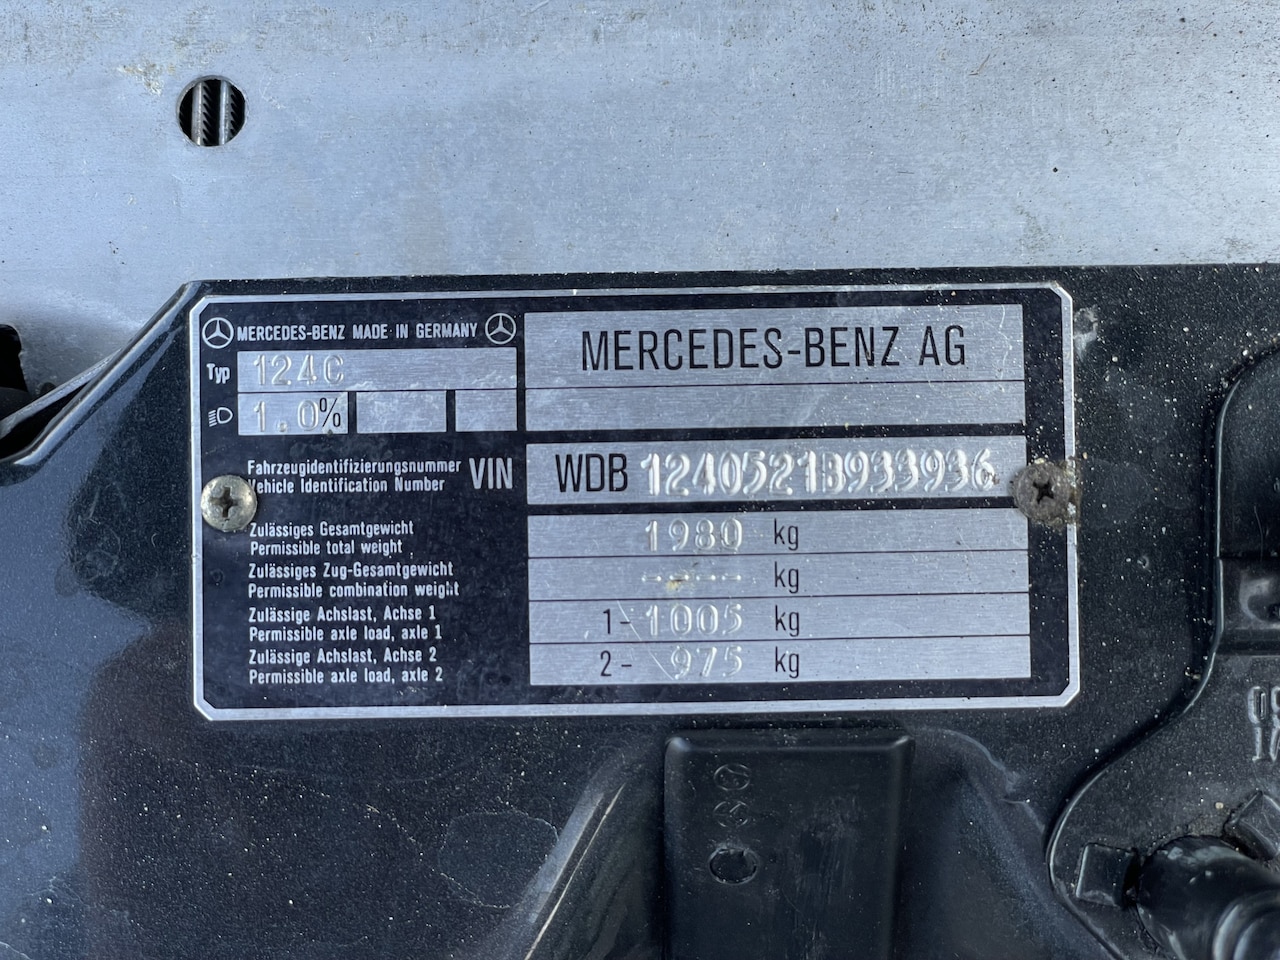 MERCEDES-BENZ MADE IN GERMANY
MERCEDES-BENZ AG
Typ 124C
1.0%
Fahrzeugidentifizierungsnummer
Vehicle Identification Number
VIN WDB 1240521B933936
Zulässiges Gesamtgewicht
Permissible total weight
1980 kg
Zulässiges Zug-Gesamtgewicht
Permissible combination weight
----- kg
Zulässige Achslast, Achse 1
Permissible axle load, axle 1
1- 1005 kg
Zulässige Achslast, Achse 2
Permissible axle load, axle 2
2- 975 kg